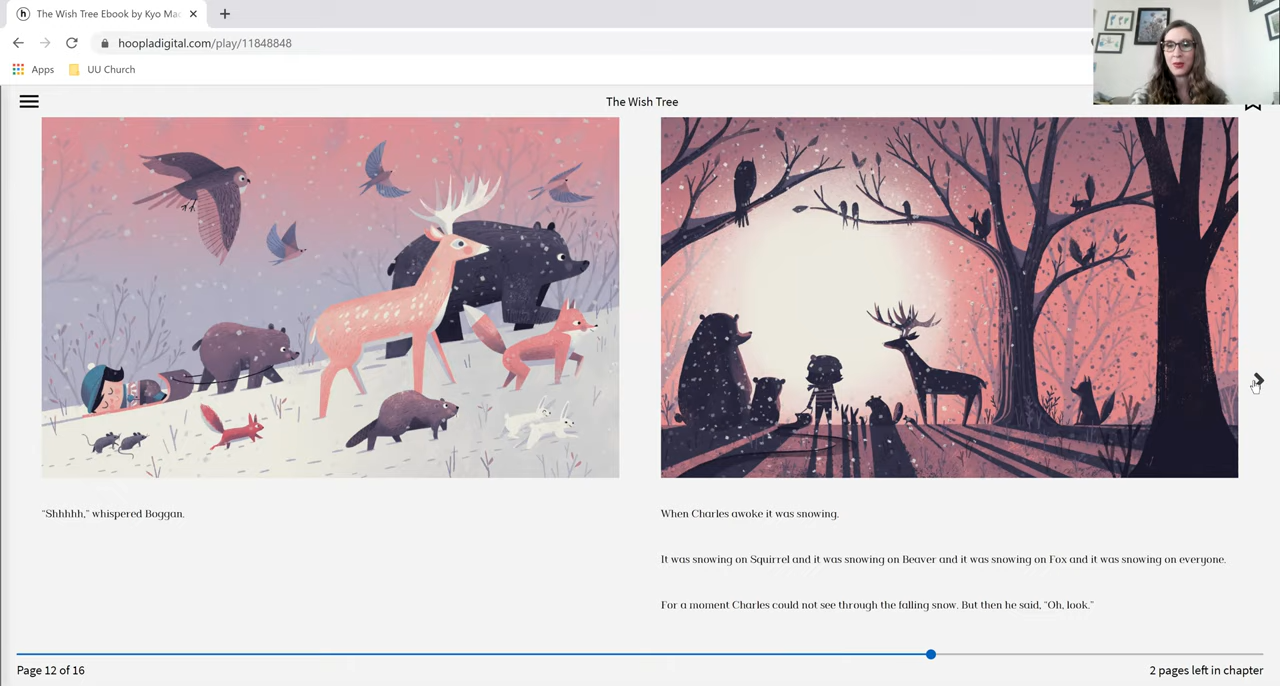 The Wish Tree Ebook by Kyo Mac
hoopladigital.com/play/11848848
Apps
UU Church
The Wish Tree
"Shhhhh," whispered Boggan.
When Charles awoke it was snowing.
It was snowing on Squirrel and it was snowing on Beaver and it was snowing on Fox and it was snowing on everyone.
For a moment Charles could not see through the falling snow. But then he said, "Oh, look."
Page 12 of 16
2 pages left in chapter